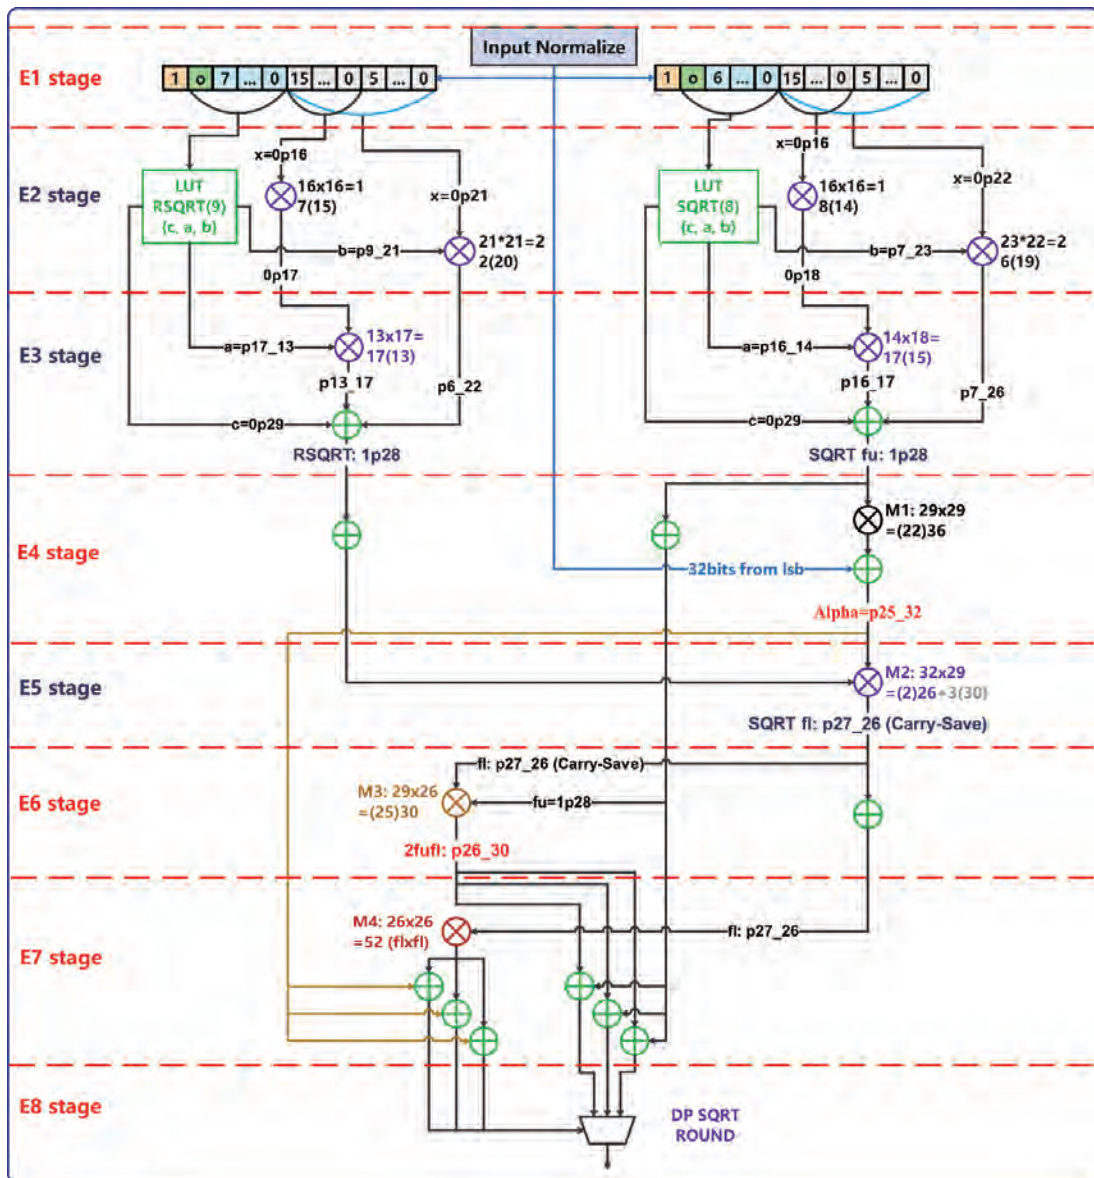 Input Normalize
E1 stage
1 o 7 ... 0 15 ... 0 5 ... 0
1 o 6 ... 0 15 ... 0 5 ... 0
E2 stage
x=0p16
LUT
RSQRT(9)
(c, a, b)
16x16=1
7(15)
x=0p21
b=p9_21
21*21=2
2(20)
0p17
x=0p16
LUT
SQRT(8)
(c, a, b)
16x16=1
8(14)
x=0p22
b=p7_23
23*22=2
6(19)
0p18
E3 stage
a=p17_13
13x17=
17(13)
p13_17
p6_22
c=0p29
RSQRT: 1p28
a=p16_14
14x18=
17(15)
p16_17
p7_26
c=0p29
SQRT fu: 1p28
E4 stage
M1: 29x29
=(22)36
32bits from lsb
Alpha=p25_32
E5 stage
M2: 32x29
=(2)26+3(30)
SQRT fl: p27_26 (Carry-Save)
E6 stage
fl: p27_26 (Carry-Save)
M3: 29x26
=(25)30
fu=1p28
2fufl: p26_30
E7 stage
M4: 26x26
=52 (flxfl)
fl: p27_26
E8 stage
DP SQRT
ROUND